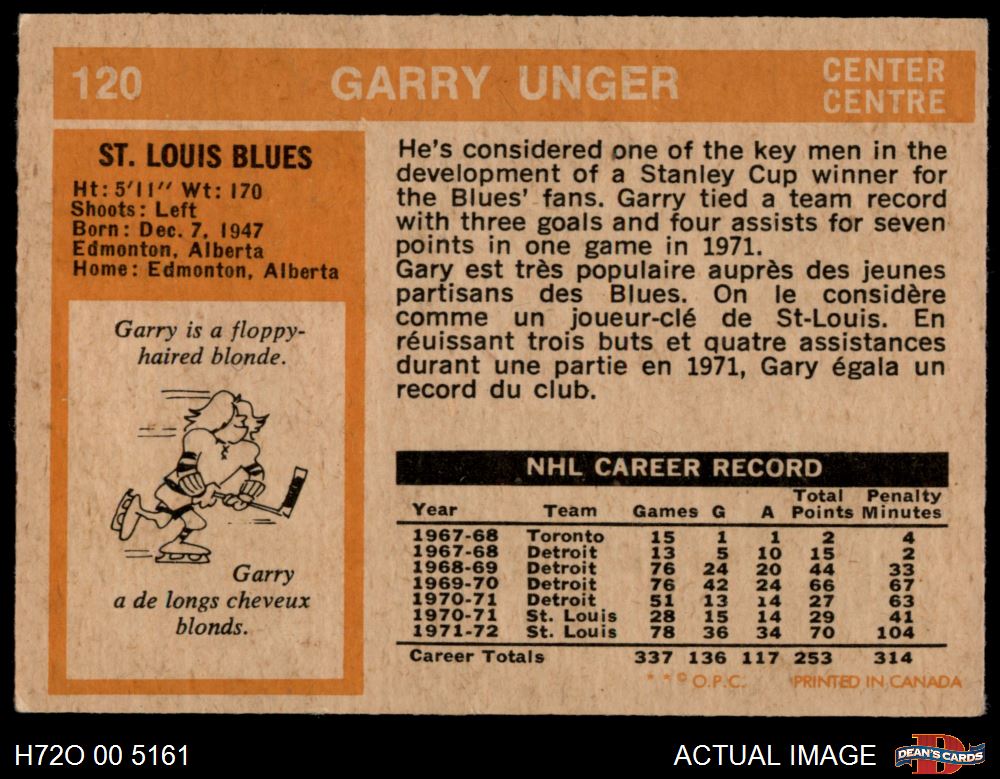 120 GARRY UNGER CENTER
CENTRE
ST. LOUIS BLUES
Ht: 5'11" Wt: 170
Shoots: Left
Born: Dec. 7, 1947
Edmonton, Alberta
Home: Edmonton, Alberta
Garry is a floppy-
haired blonde.
Garry
a de longs cheveux
blonds.
He's considered one of the key men in the
development of a Stanley Cup winner for
the Blues' fans. Garry tied a team record
with three goals and four assists for seven
points in one game in 1971.
Gary est très populaire auprès des jeunes
partisans des Blues. On le considère
comme un joueur-clé de St-Louis. En
réuissant trois buts et quatre assistances
durant une partie en 1971, Gary égala un
record du club.
NHL CAREER RECORD
Year Team Games G A Total Points Penalty Minutes
1967-68 Toronto 15 1 1 2 4
1967-68 Detroit 13 5 10 15 2
1968-69 Detroit 76 24 20 44 33
1969-70 Detroit 76 42 24 66 67
1970-71 Detroit 51 13 14 27 63
1970-71 St. Louis 28 15 14 29 41
1971-72 St. Louis 78 36 34 70 104
Career Totals 337 136 117 253 314
* * © O.P.C. PRINTED IN CANADA
H72O 00 5161 ACTUAL IMAGE DEAN'S CARDS